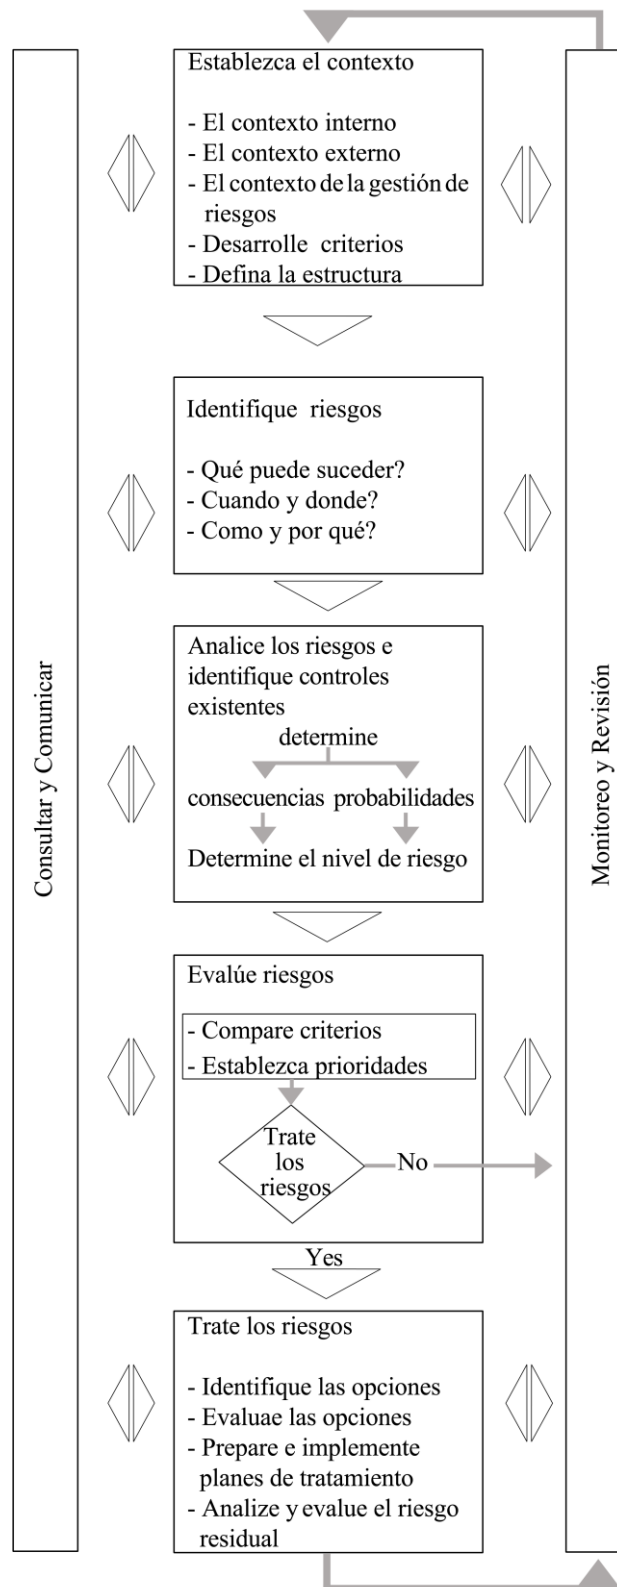 Establezca el contexto
- El contexto interno
- El contexto externo
- El contexto de la gestión de
riesgos
- Desarrolle criterios
- Defina la estructura
Identifique riesgos
- Qué puede suceder?
- Cuando y donde?
- Como y por qué?
Analice los riesgos e
identifique controles
existentes
determine
consecuencias probabilidades
Determine el nivel de riesgo
Evalúe riesgos
- Compare criterios
- Establezca prioridades
Trate
los
riesgos
No
Yes
Trate los riesgos
- Identifique las opciones
- Evaluae las opciones
- Prepare e implemente
planes de tratamiento
- Analize y evalue el riesgo
residual
Consultar y Comunicar
Monitoreo y Revisión